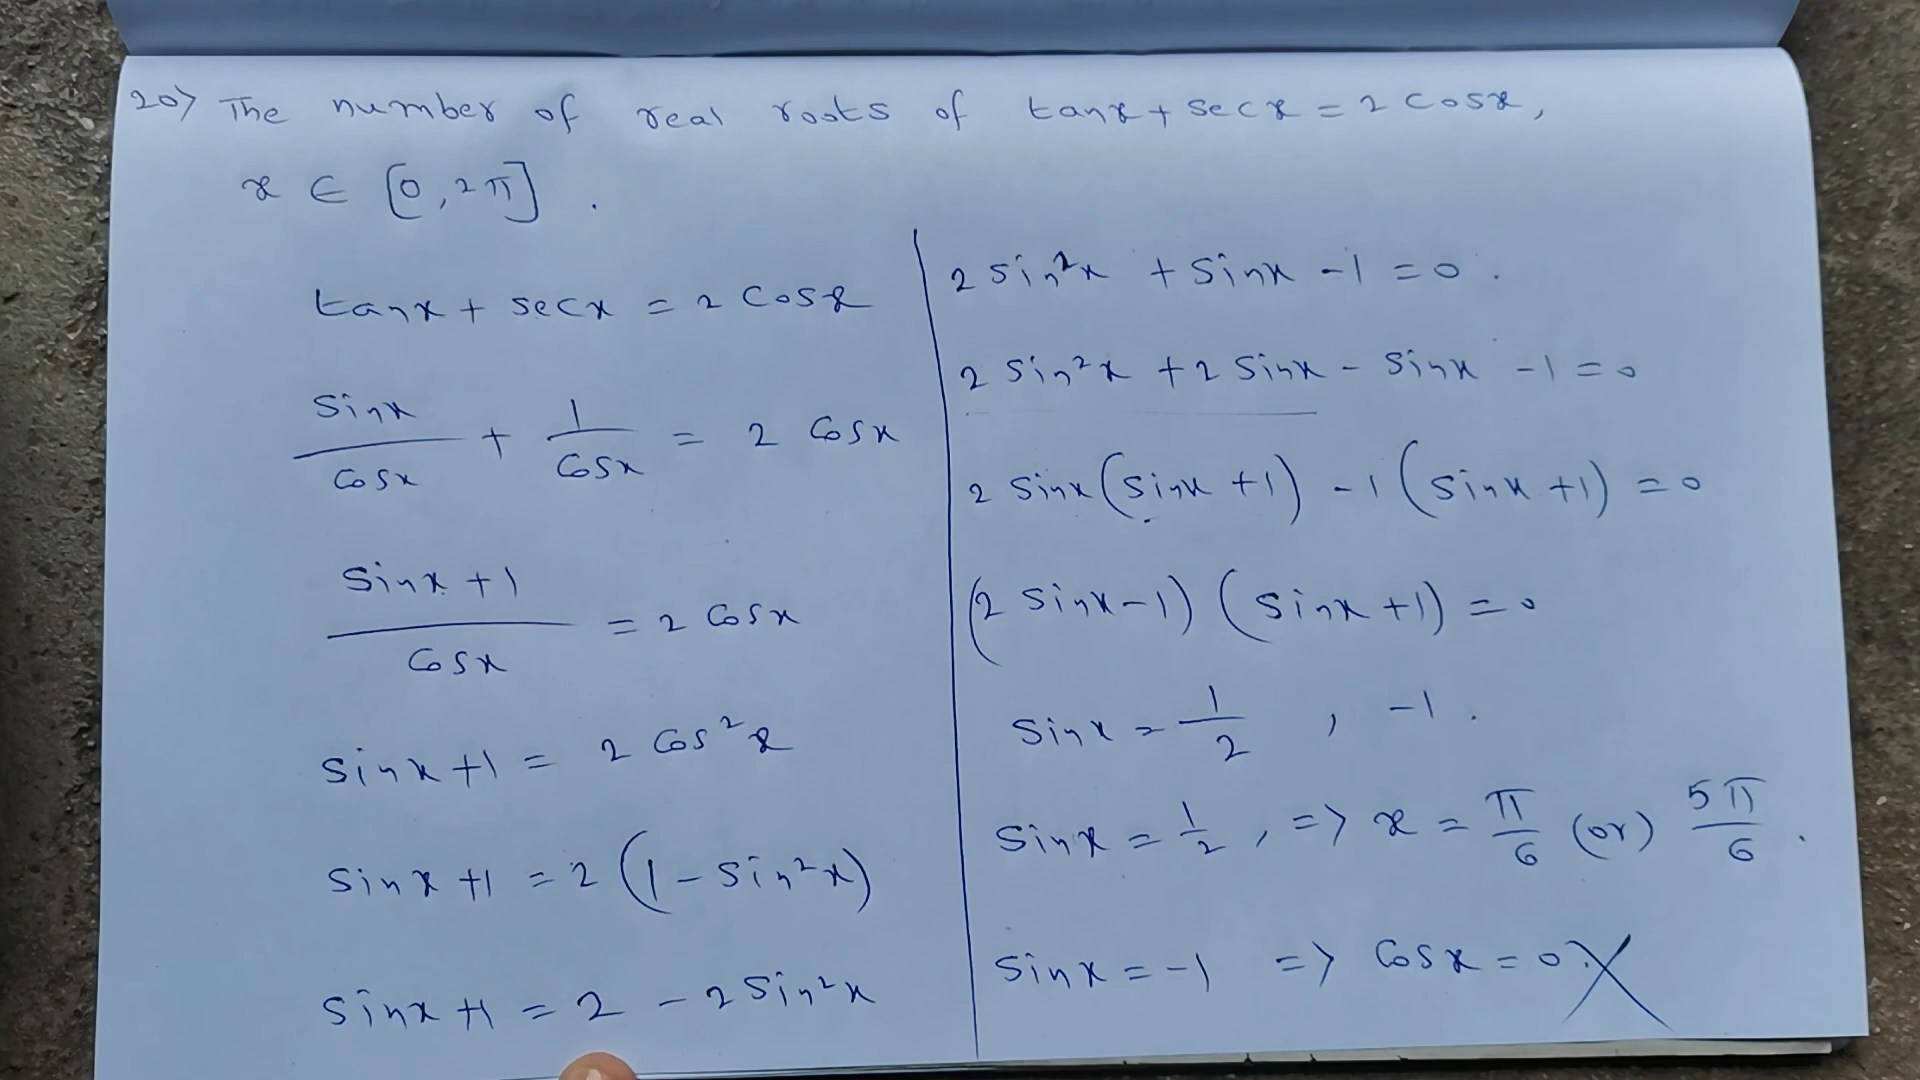 20) The number of real roots of tanx + secx = 2 cosx,
x ∈ [0, 2π] .
tanx + secx = 2 cosx
sinx/cosx + 1/cosx = 2 cosx
(sinx + 1)/cosx = 2 cosx
sinx + 1 = 2 cos²x
sinx + 1 = 2(1 - sin²x)
sinx + 1 = 2 - 2 sin²x
2 sin²x + sinx - 1 = 0 .
2 sin²x + 2 sinx - sinx - 1 = 0
2 sinx(sinx + 1) - 1(sinx + 1) = 0
(2 sinx - 1)(sinx + 1) = 0
sinx = 1/2 , -1 .
sinx = 1/2 , => x = π/6 (or) 5π/6 .
sinx = -1 => cosx = 0 X